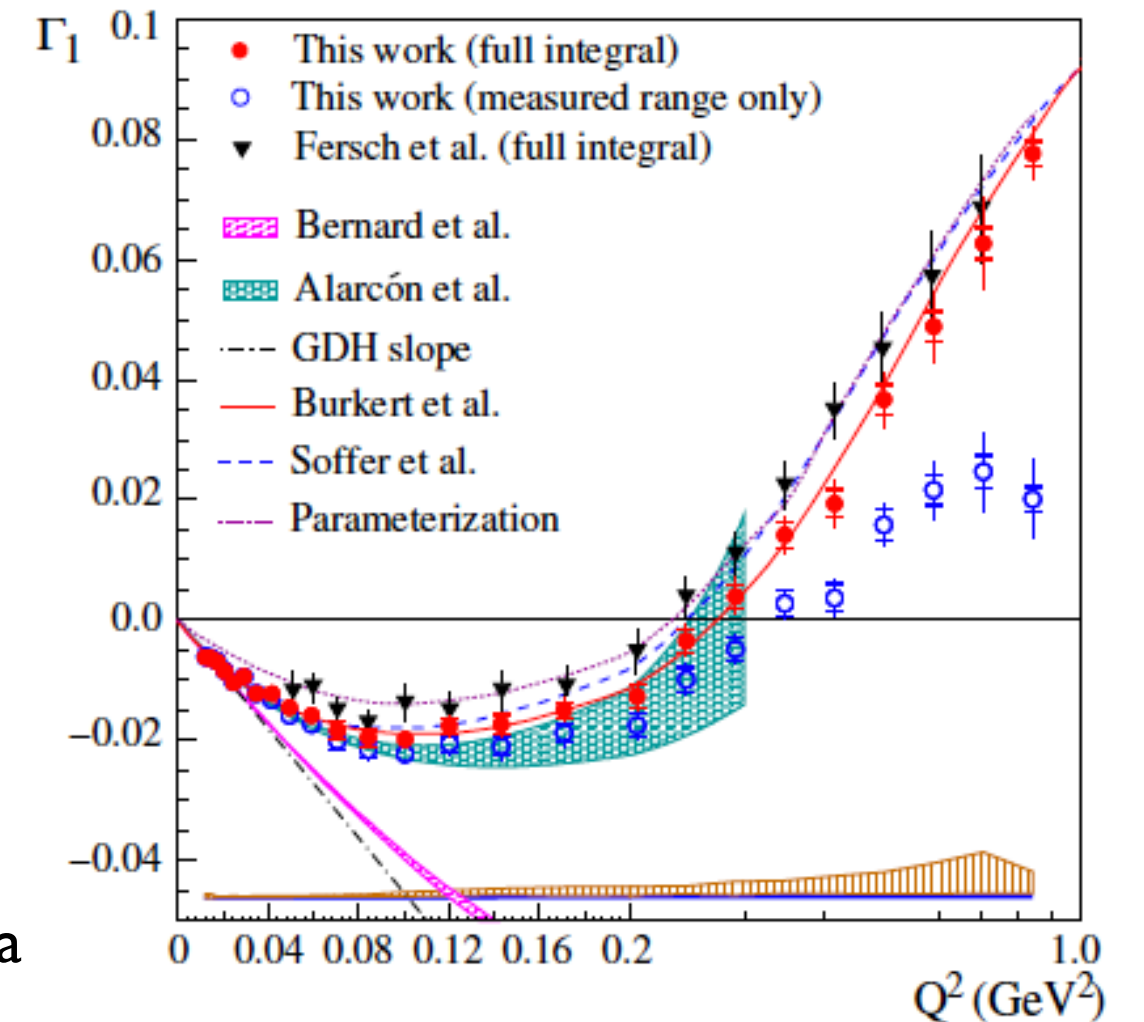 Γ₁
0.1
0.08
0.06
0.04
0.02
0.0
−0.02
−0.04
This work (full integral)
This work (measured range only)
Fersch et al. (full integral)
Bernard et al.
Alarcón et al.
GDH slope
Burkert et al.
Soffer et al.
Parameterization
a
0 0.04 0.08 0.12 0.16 0.2 1.0
Q² (GeV²)